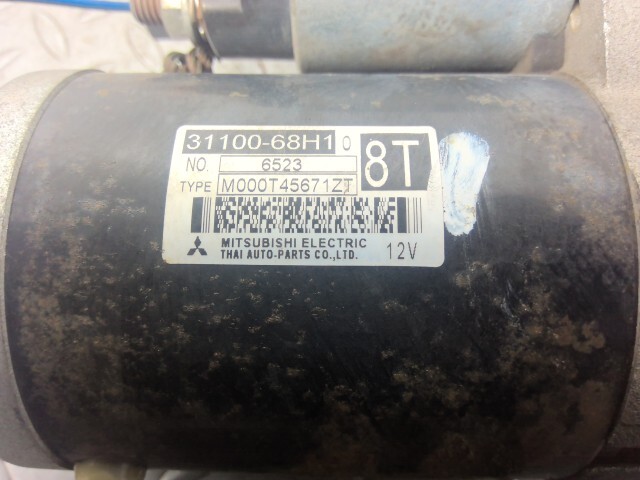 31100-68H1 0 8T
NO. 6523
TYPE M000T45671ZT
MITSUBISHI ELECTRIC
THAI AUTO-PARTS CO.,LTD. 12V